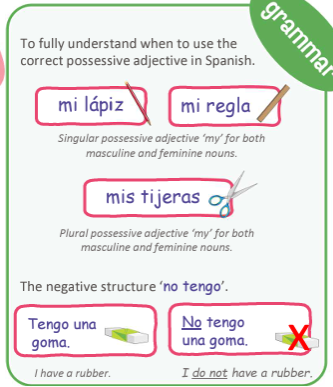 grammar
To fully understand when to use the
correct possessive adjective in Spanish.
mi lápiz
mi regla
Singular possessive adjective ‘my’ for both
masculine and feminine nouns.
mis tijeras
Plural possessive adjective ‘my’ for both
masculine and feminine nouns.
The negative structure ‘no tengo’.
Tengo una
goma.
No tengo
una goma.
I have a rubber.
I do not have a rubber.